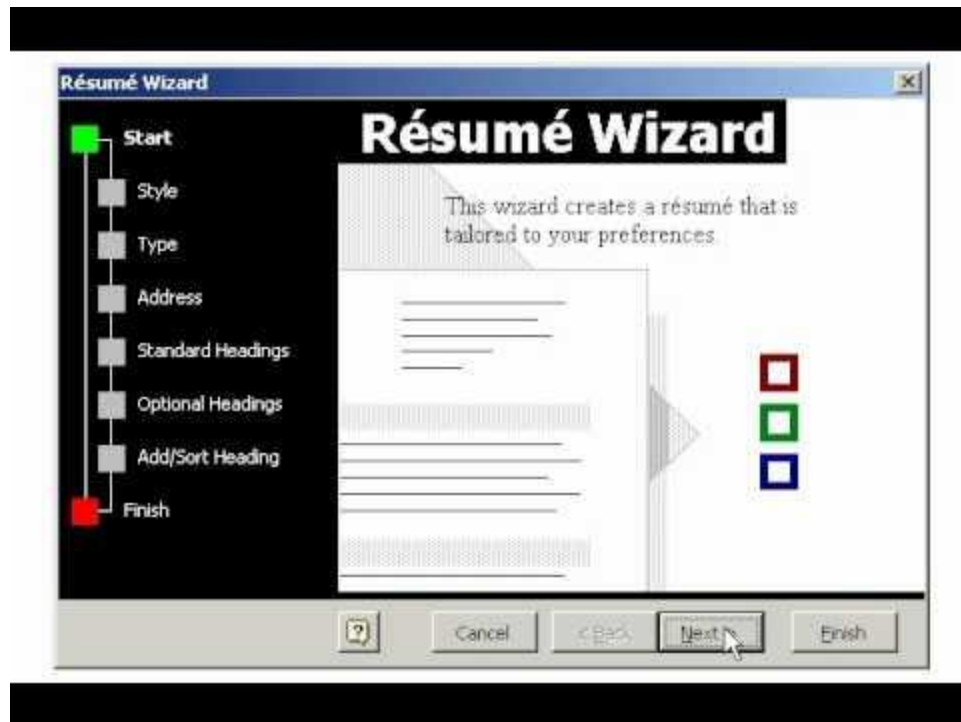 Résumé Wizard
Start
Style
Type
Address
Standard Headings
Optional Headings
Add/Sort Heading
Finish
Résumé Wizard
This wizard creates a résumé that is
tailored to your preferences.
Cancel
< Back
Next >
Finish